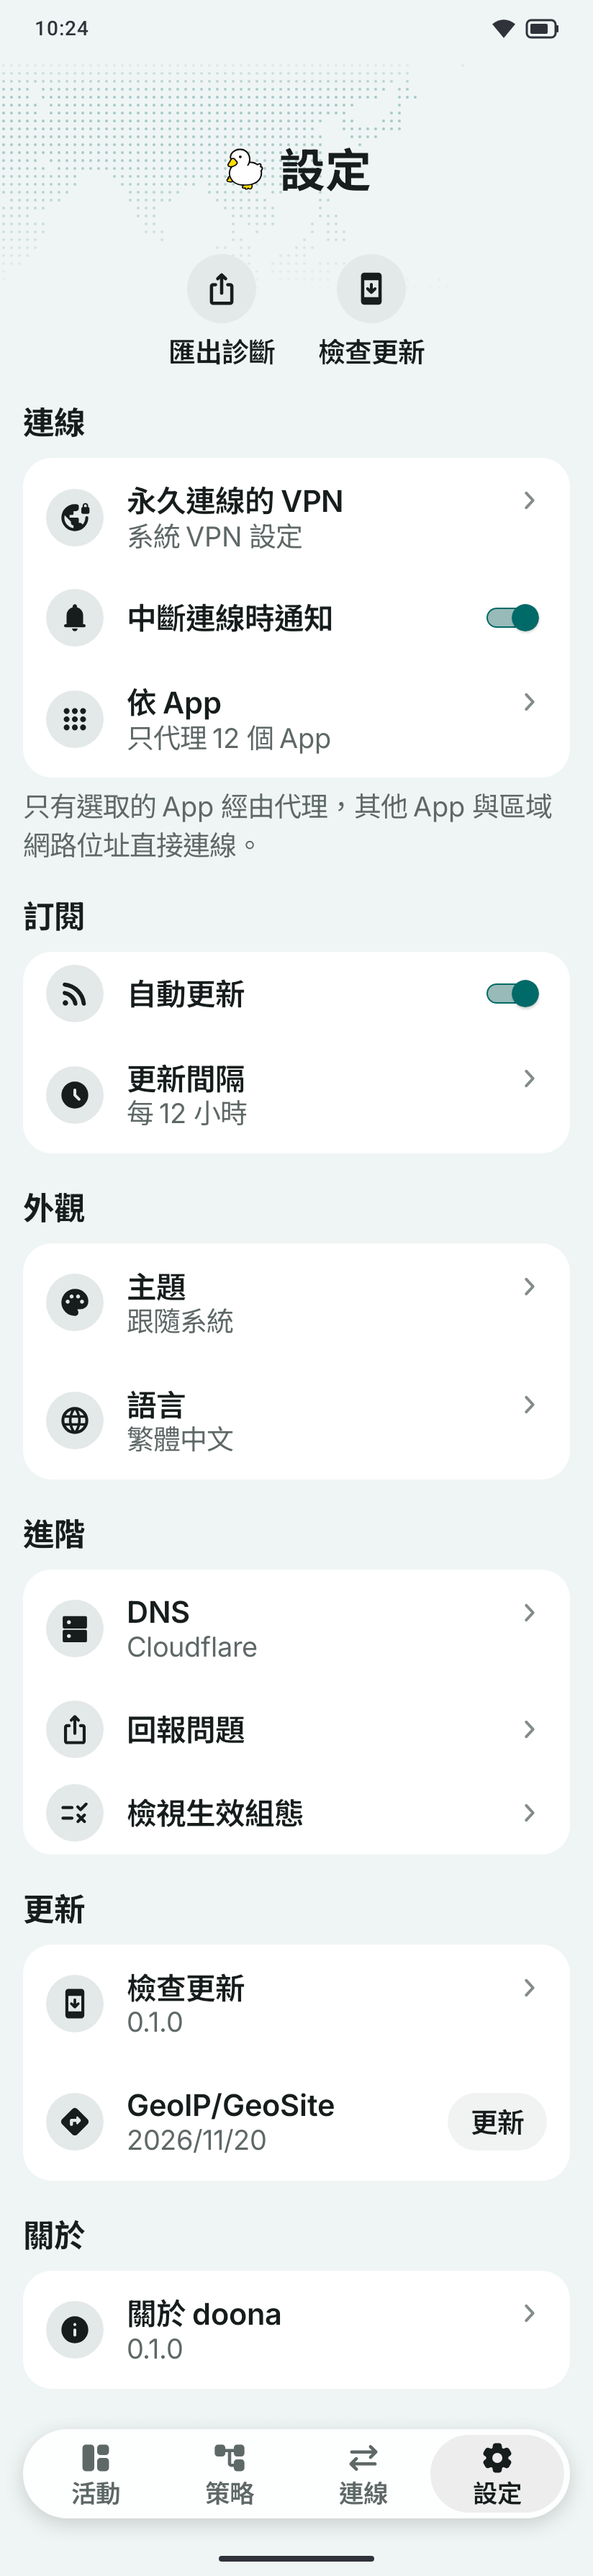 10:24
設定
匯出診斷
檢查更新
連線
永久連線的 VPN
系統 VPN 設定
中斷連線時通知
依 App
只代理 12 個 App
只有選取的 App 經由代理，其他 App 與區域
網路位址直接連線。
訂閱
自動更新
更新間隔
每 12 小時
外觀
主題
跟隨系統
語言
繁體中文
進階
DNS
Cloudflare
回報問題
檢視生效組態
更新
檢查更新
0.1.0
GeoIP/GeoSite
2026/11/20
更新
關於
關於 doona
0.1.0
活動
策略
連線
設定